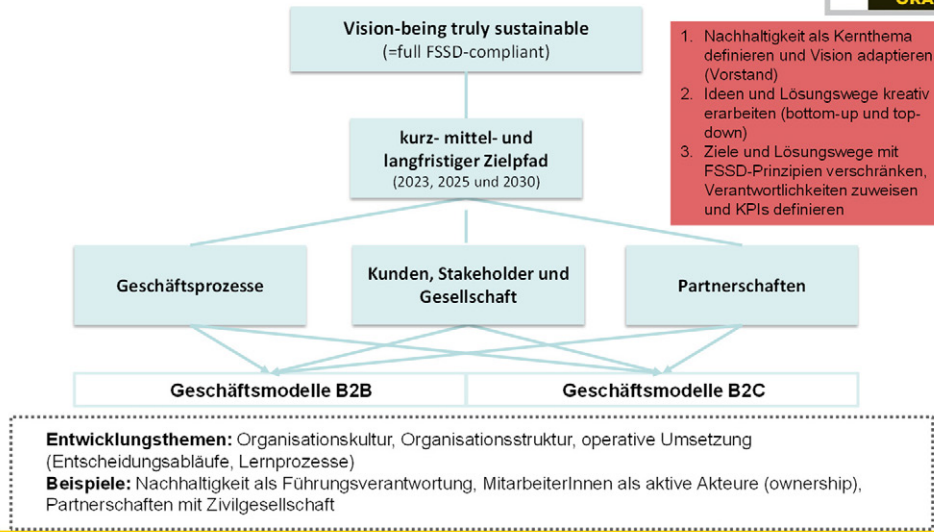 Vision-being truly sustainable
(=full FSSD-compliant)
1. Nachhaltigkeit als Kernthema
definieren und Vision adaptieren
(Vorstand)
2. Ideen und Lösungswege kreativ
erarbeiten (bottom-up und top-
down)
3. Ziele und Lösungswege mit
FSSD-Prinzipien verschränken,
Verantwortlichkeiten zuweisen
und KPIs definieren
kurz- mittel- und
langfristiger Zielpfad
(2023, 2025 und 2030)
Geschäftsprozesse
Kunden, Stakeholder und
Gesellschaft
Partnerschaften
Geschäftsmodelle B2B
Geschäftsmodelle B2C
Entwicklungsthemen: Organisationskultur, Organisationsstruktur, operative Umsetzung
(Entscheidungsabläufe, Lernprozesse)
Beispiele: Nachhaltigkeit als Führungsverantwortung, MitarbeiterInnen als aktive Akteure (ownership),
Partnerschaften mit Zivilgesellschaft